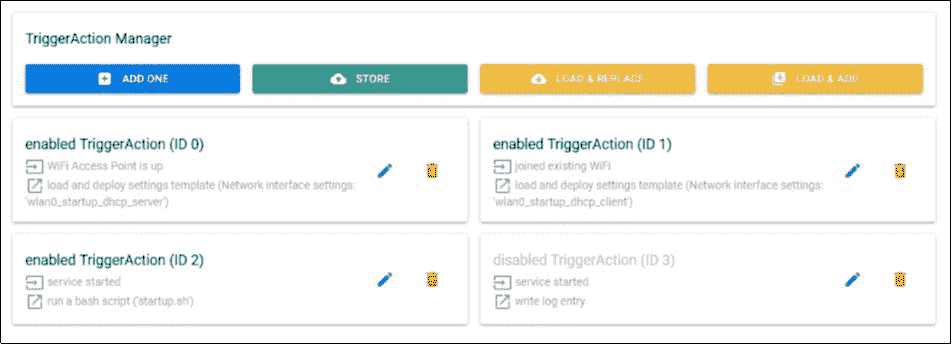 TriggerAction Manager
ADD ONE
STORE
LOAD & REPLACE
LOAD & ADD
enabled TriggerAction (ID 0)
WiFi Access Point is up
load and deploy settings template (Network interface settings:
'wlan0_startup_dhcp_server')
enabled TriggerAction (ID 1)
joined existing WiFi
load and deploy settings template (Network interface settings:
'wlan0_startup_dhcp_client')
enabled TriggerAction (ID 2)
service started
run a bash script ('startup.sh')
disabled TriggerAction (ID 3)
service started
write log entry